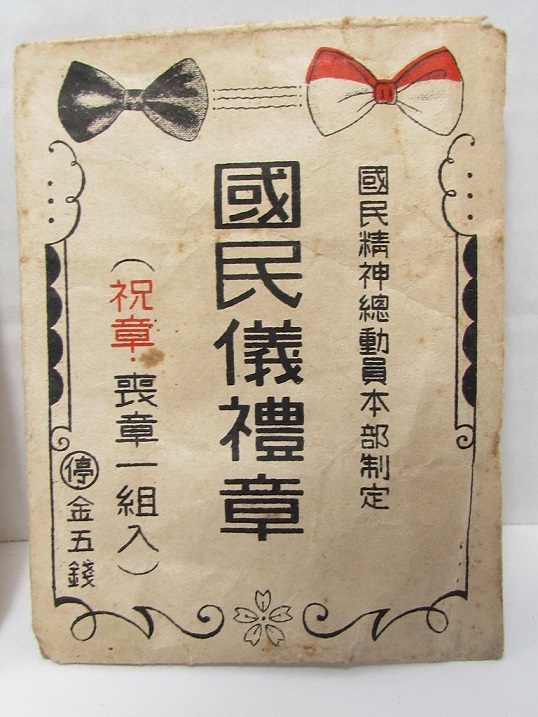 國民精神總動員本部制定
國民儀禮章
（祝章・喪章一組入）
停金五錢